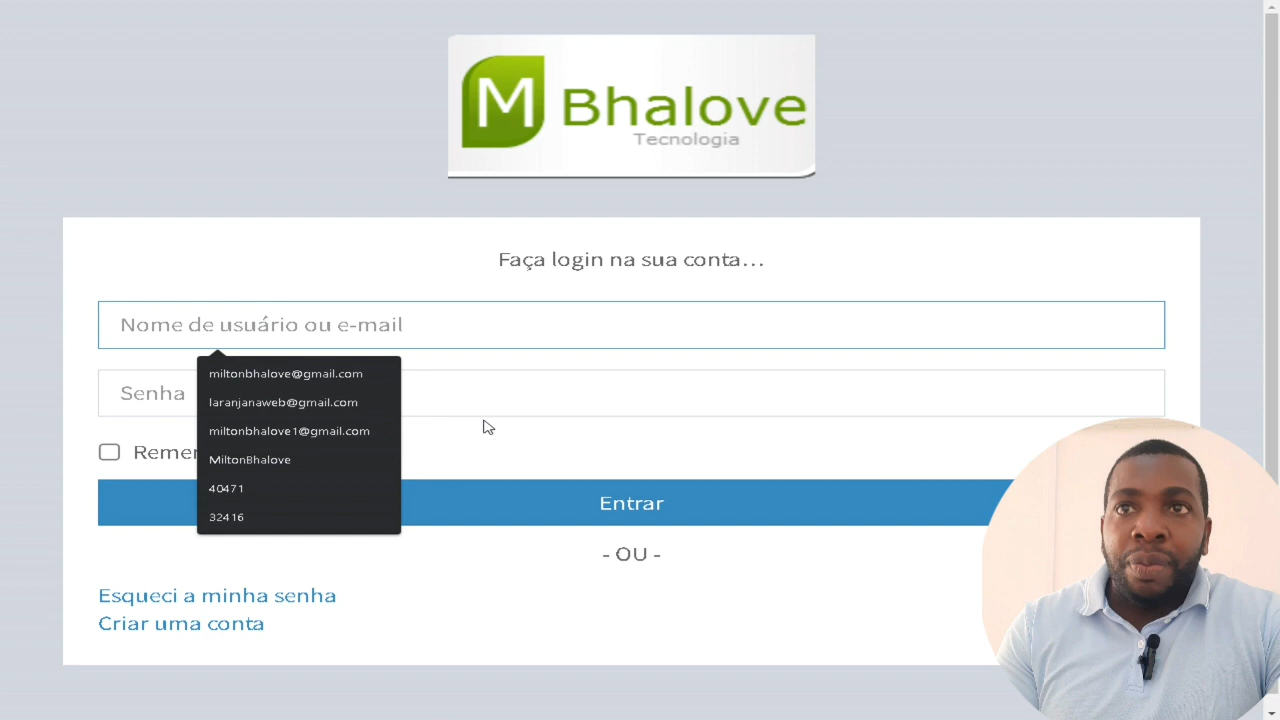 M Bhalove
Tecnologia
Faça login na sua conta...
Nome de usuário ou e-mail
miltonbhalove@gmail.com
laranjanaweb@gmail.com
miltonbhalove1@gmail.com
MiltonBhalove
40471
32416
Senha
Remer
Entrar
- OU -
Esqueci a minha senha
Criar uma conta